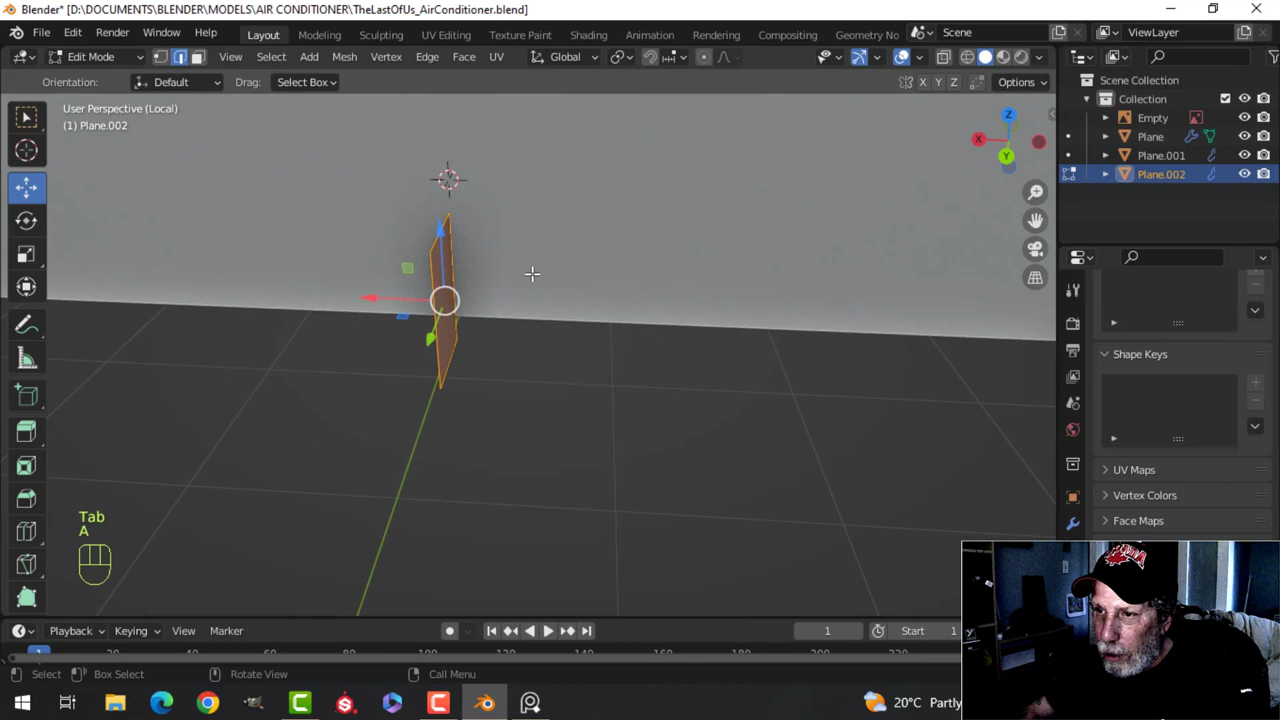 Blender* [D:\DOCUMENTS\BLENDER\MODELS\AIR CONDITIONER\TheLastOfUs_AirConditioner.blend]
File Edit Render Window Help Layout Modeling Sculpting UV Editing Texture Paint Shading Animation Rendering Compositing Geometry No Scene ViewLayer
Edit Mode View Select Add Mesh Vertex Edge Face UV Global
Orientation: Default Drag: Select Box X Y Z Options
User Perspective (Local)
(1) Plane.002
Z
X
Y
Scene Collection
Collection
Empty
Plane
Plane.001
Plane.002
Shape Keys
UV Maps
Vertex Colors
Face Maps
Tab
A
Playback Keying View Marker 1 Start 1
Select Box Select Rotate View Call Menu
20°C Partly